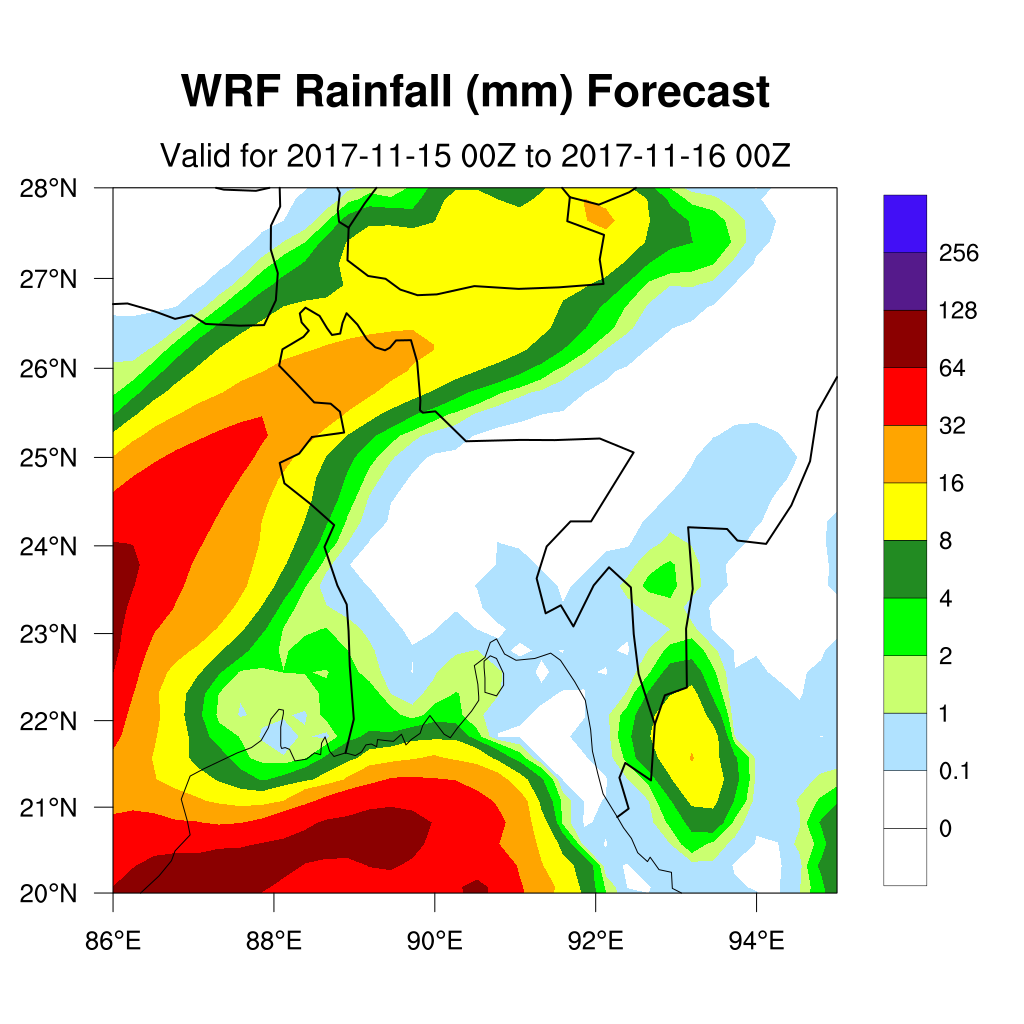 WRF Rainfall (mm) Forecast
Valid for 2017-11-15 00Z to 2017-11-16 00Z
28°N
27°N
26°N
25°N
24°N
23°N
22°N
21°N
20°N
86°E 88°E 90°E 92°E 94°E
256
128
64
32
16
8
4
2
1
0.1
0